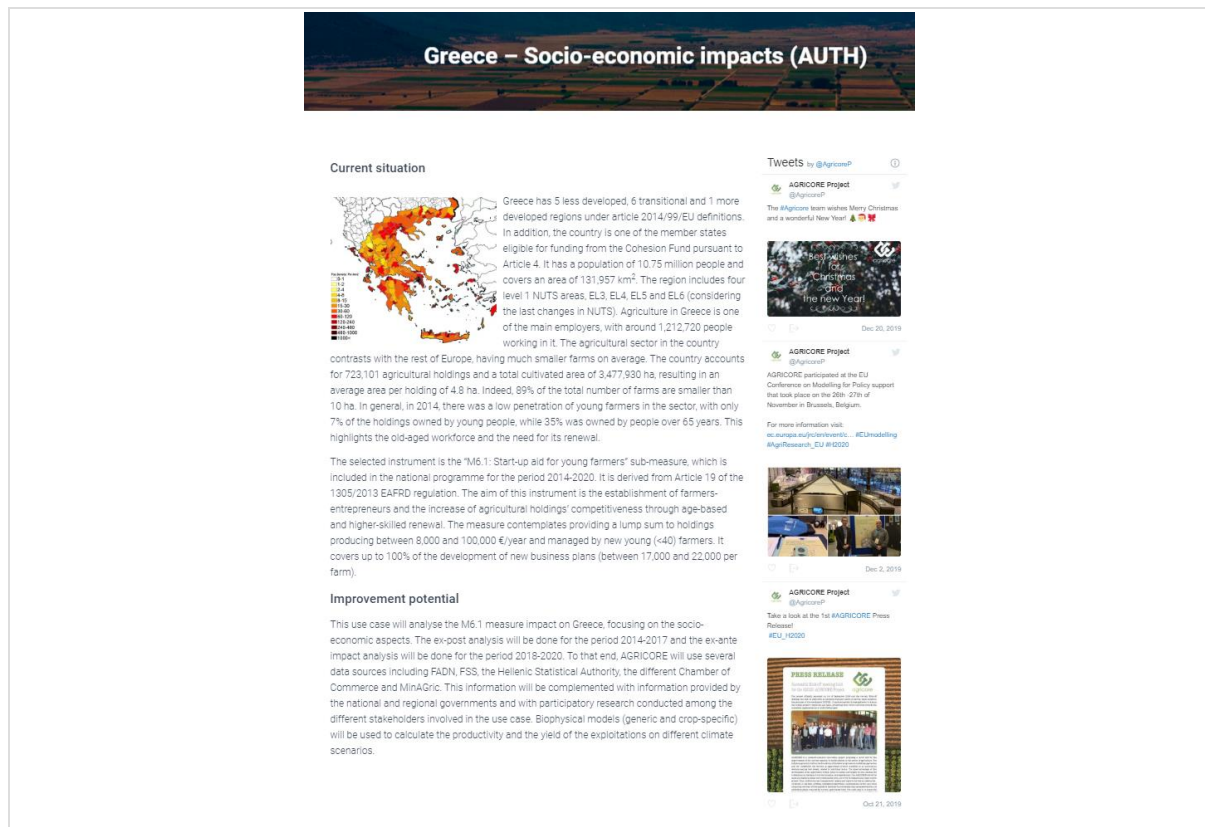 Greece – Socio-economic impacts (AUTH)
Current situation
Greece has 5 less developed, 6 transitional and 1 more
developed regions under article 2014/99/EU definitions.
In addition, the country is one of the member states
eligible for funding from the Cohesion Fund pursuant to
Article 4. It has a population of 10.75 million people and
covers an area of 131,957 km². The region includes four
level 1 NUTS areas, EL3, EL4, EL5 and EL6 (considering
the last changes in NUTS). Agriculture in Greece is one
of the main employers, with around 1,212,720 people
working in it. The agricultural sector in the country
contrasts with the rest of Europe, having much smaller farms on average. The country accounts
for 723,101 agricultural holdings and a total cultivated area of 3,477,930 ha, resulting in an
average area per holding of 4.8 ha. Indeed, 89% of the total number of farms are smaller than
10 ha. In general, in 2014, there was a low penetration of young farmers in the sector, with only
7% of the holdings owned by young people, while 35% was owned by people over 65 years. This
highlights the old-aged workforce and the need for its renewal.
The selected instrument is the "M6.1: Start-up aid for young farmers" sub-measure, which is
included in the national programme for the period 2014-2020. It is derived from Article 19 of the
1305/2013 EAFRD regulation. The aim of this instrument is the establishment of farmers-
entrepreneurs and the increase of agricultural holdings' competitiveness through age-based
and higher-skilled renewal. The measure contemplates providing a lump sum to holdings
producing between 8,000 and 100,000 €/year and managed by new young (<40) farmers. It
covers up to 100% of the development of new business plans (between 17,000 and 22,000 per
farm).
Improvement potential
This use case will analyse the M6.1 measure impact on Greece, focusing on the socio-
economic aspects. The ex-post analysis will be done for the period 2014-2017 and the ex-ante
impact analysis will be done for the period 2018-2020. To that end, AGRICORE will use several
data sources including FADN, FSS, the Hellenic Statistical Authority, the different Chamber of
Commerce and MinAGric. This information will be complemented with information provided by
the national and regional governments and with participatory research conducted among the
different stakeholders involved in the use case. Biophysical models (generic and crop-specific)
will be used to calculate the productivity and the yield of the exploitations on different climate
scenarios.
Tweets by @AgricoreP
AGRICORE Project
@AgricoreP
The #Agricore team wishes Merry Christmas
and a wonderful New Year!
Best wishes
for
Christmas
and
the new Year!
agricore
Dec 20, 2019
AGRICORE Project
@AgricoreP
AGRICORE participated at the EU
Conference on Modelling for Policy support
that took place on the 26th -27th of
November in Brussels, Belgium.
For more information visit:
ec.europa.eu/jrc/en/event/c... #EUmodelling
#AgriResearch_EU #H2020
Dec 2, 2019
AGRICORE Project
@AgricoreP
Take a look at the 1st #AGRICORE Press
Release!
#EU_H2020
PRESS RELEASE
agricore
Oct 21, 2019